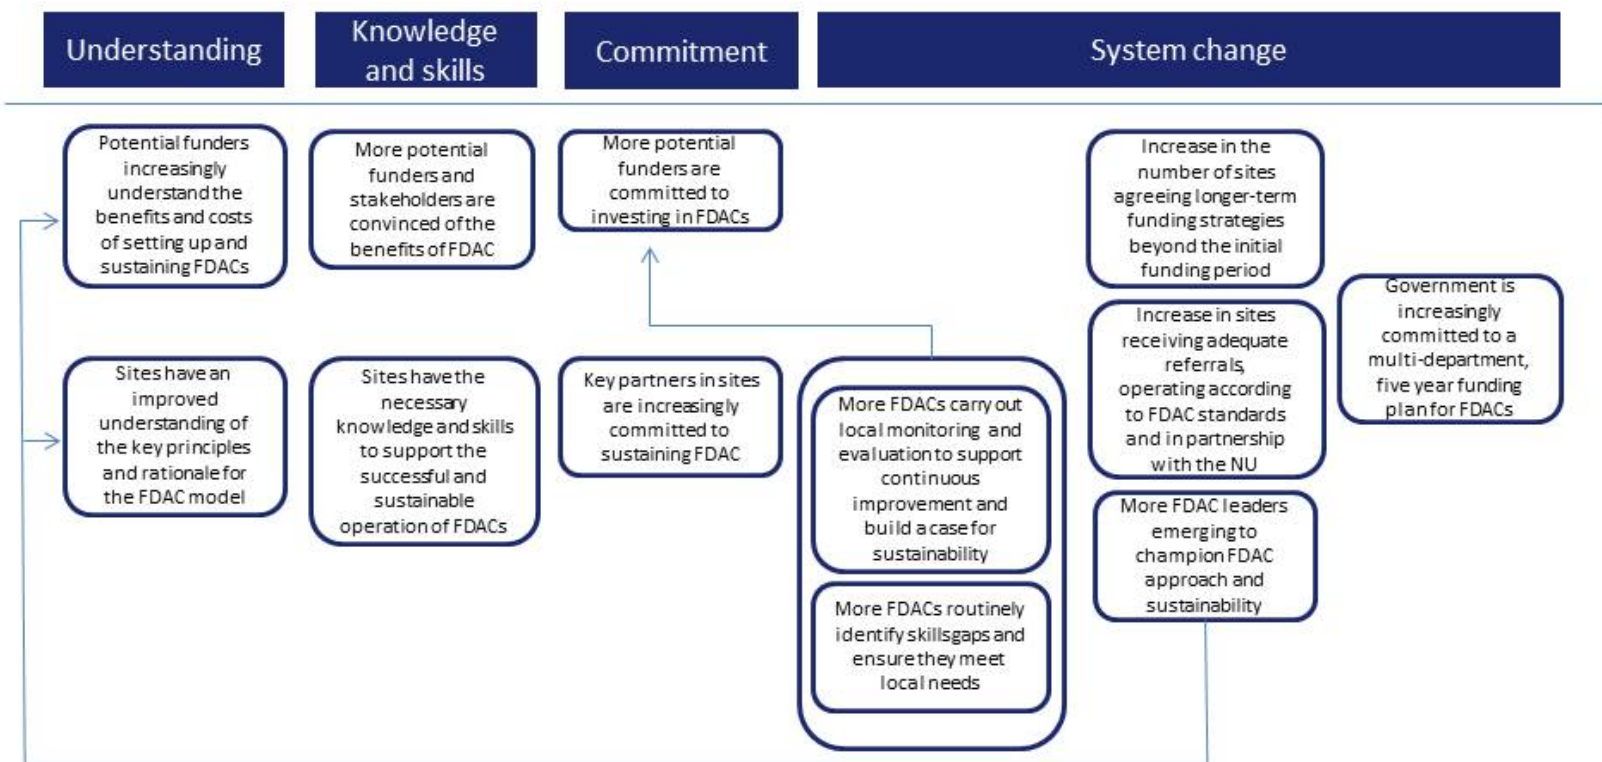 Understanding
Knowledge
and skills
Commitment
System change
Potential funders
increasingly
understand the
benefits and costs
of setting up and
sustaining FDACs
More potential
funders and
stakeholders are
convinced of the
benefits of FDAC
More potential
funders are
committed to
investing in FDACs
Increase in the
number of sites
agreeing longer-term
funding strategies
beyond the initial
funding period
Government is
increasingly
committed to a
multi-department,
five year funding
plan for FDACs
Increase in sites
receiving adequate
referrals,
operating according
to FDAC standards
and in partnership
with the NU
Sites have an
improved
understanding of
the key principles
and rationale for
the FDAC model
Sites have the
necessary
knowledge and skills
to support the
successful and
sustainable
operation of FDACs
Key partners in sites
are increasingly
committed to
sustaining FDAC
More FDACs carry out
local monitoring and
evaluation to support
continuous
improvement and
build a case for
sustainability
More FDACs routinely
identify skillsgaps and
ensure they meet
local needs
More FDAC leaders
emerging to
champion FDAC
approach and
sustainability